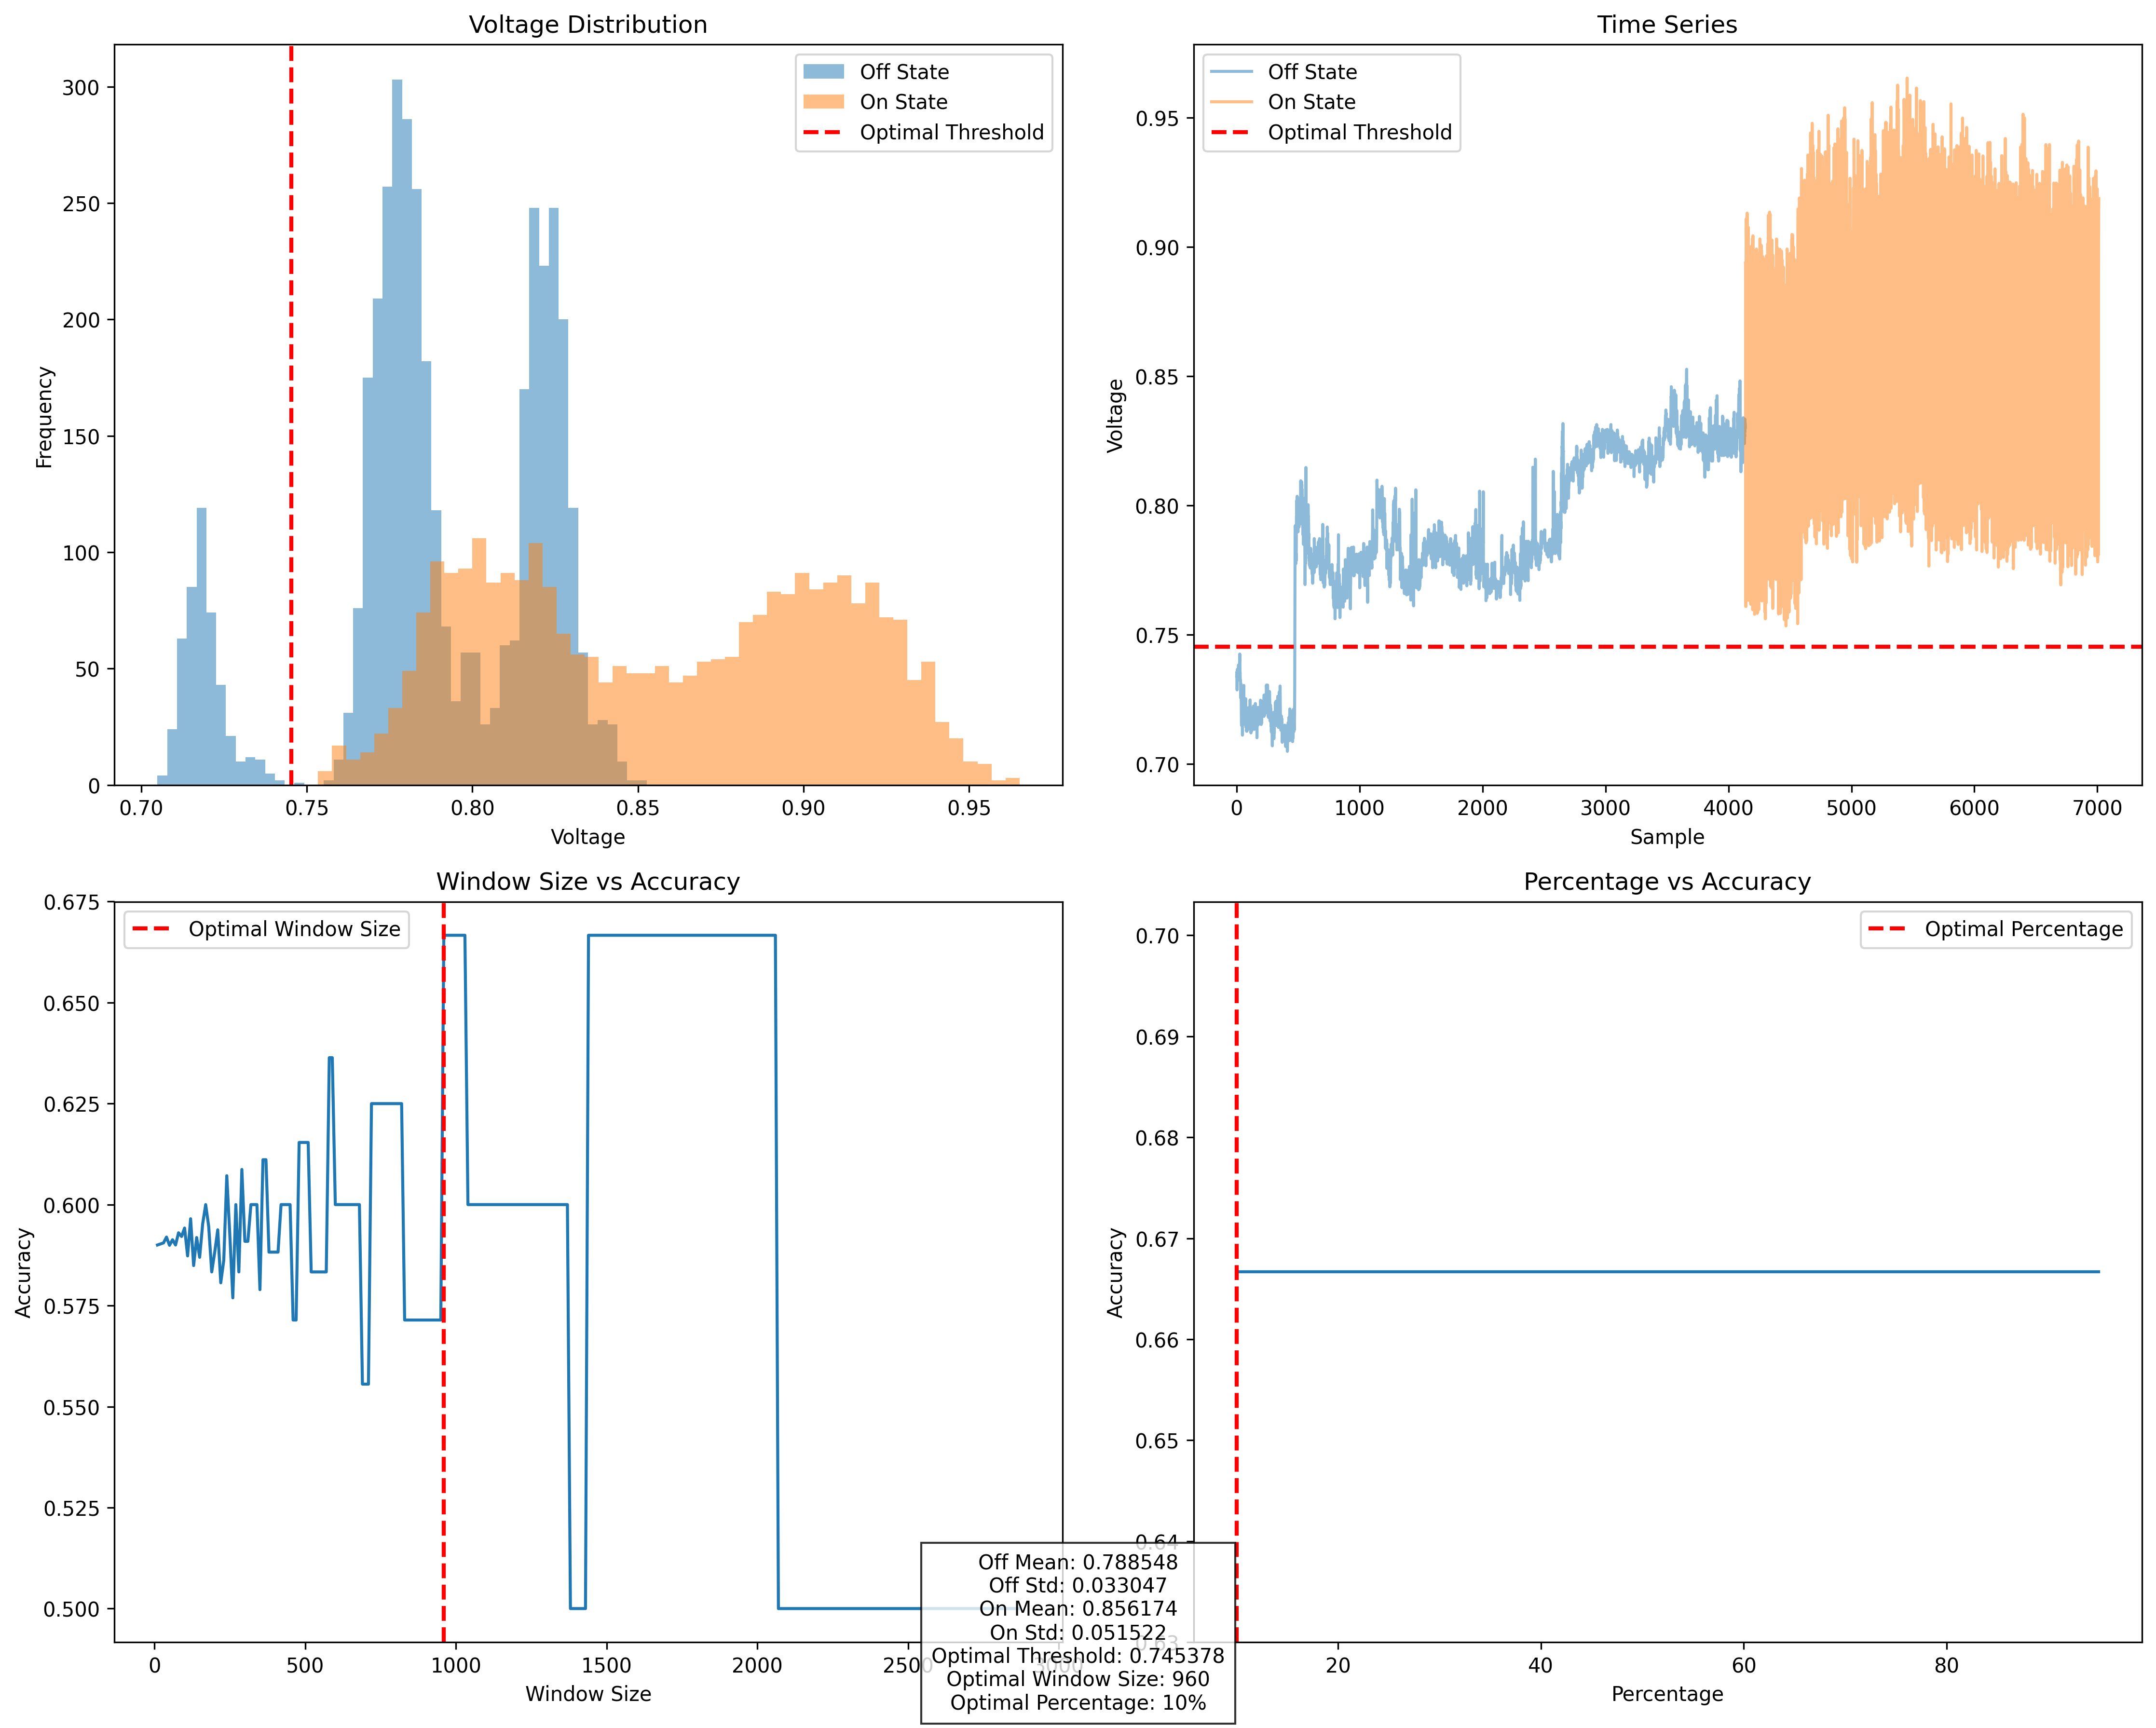 Voltage Distribution
Off State
On State
Optimal Threshold
Frequency
300
250
200
150
100
50
0
0.70 0.75 0.80 0.85 0.90 0.95
Voltage
Time Series
Off State
On State
Optimal Threshold
Voltage
0.95
0.90
0.85
0.80
0.75
0.70
0 1000 2000 3000 4000 5000 6000 7000
Sample
Window Size vs Accuracy
Optimal Window Size
Accuracy
0.675
0.650
0.625
0.600
0.575
0.550
0.525
0.500
0 500 1000 1500 2000 2500 3000
Window Size
Percentage vs Accuracy
Optimal Percentage
Accuracy
0.70
0.69
0.68
0.67
0.66
0.65
0.64
0.63
20 40 60 80
Percentage
Off Mean: 0.788548
Off Std: 0.033047
On Mean: 0.856174
On Std: 0.051522
Optimal Threshold: 0.745378
Optimal Window Size: 960
Optimal Percentage: 10%